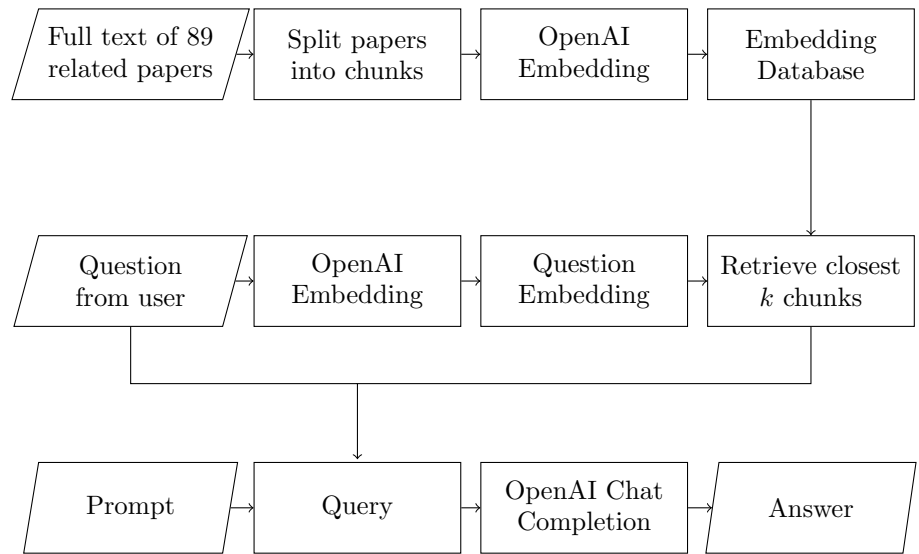 Full text of 89
related papers
Split papers
into chunks
OpenAI
Embedding
Embedding
Database
Question
from user
OpenAI
Embedding
Question
Embedding
Retrieve closest
k chunks
Prompt
Query
OpenAI Chat
Completion
Answer